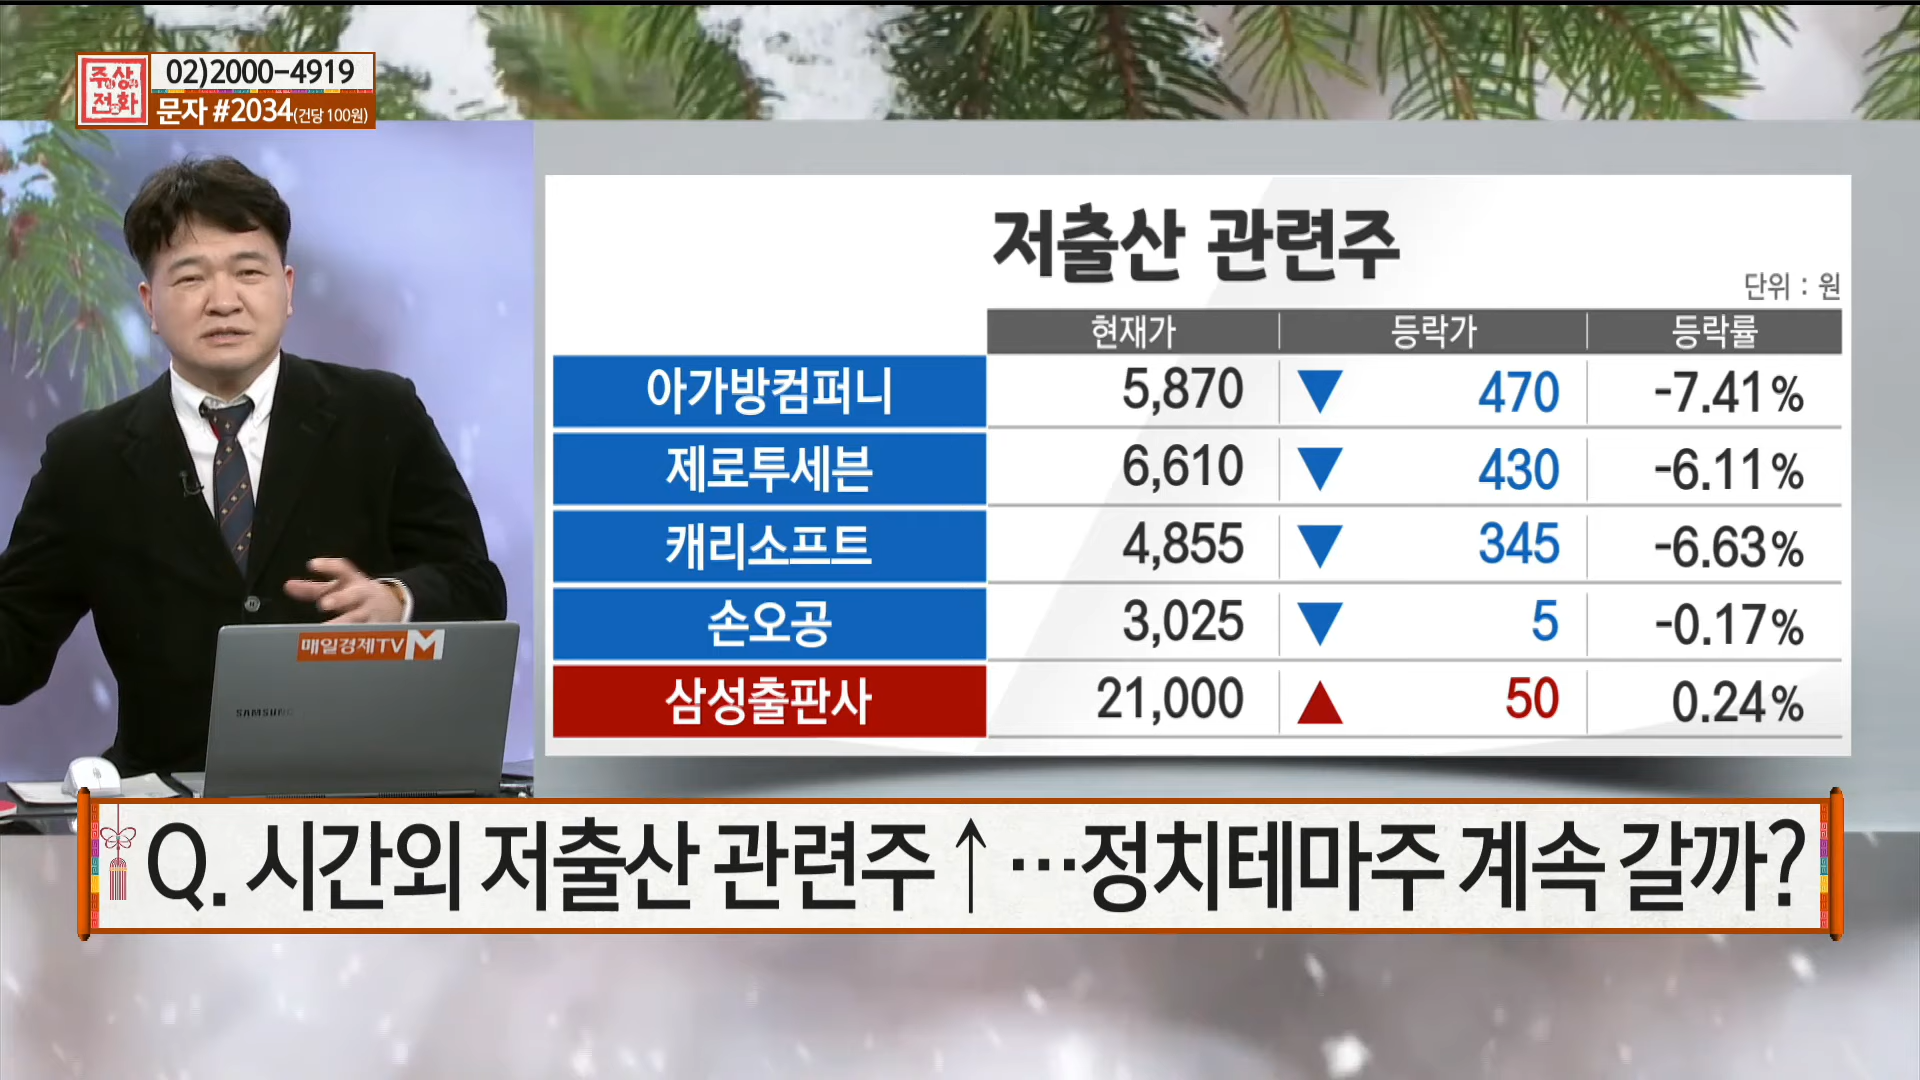 주상
전화
02)2000-4919
문자 #2034(건당 100원)
저출산 관련주
단위 : 원
현재가 등락가 등락률
아가방컴퍼니 5,870 ▼ 470 -7.41%
제로투세븐 6,610 ▼ 430 -6.11%
캐리소프트 4,855 ▼ 345 -6.63%
손오공 3,025 ▼ 5 -0.17%
삼성출판사 21,000 ▲ 50 0.24%
매일경제TV M
SAMSUNG
Q. 시간외 저출산 관련주↑…정치테마주 계속 갈까?